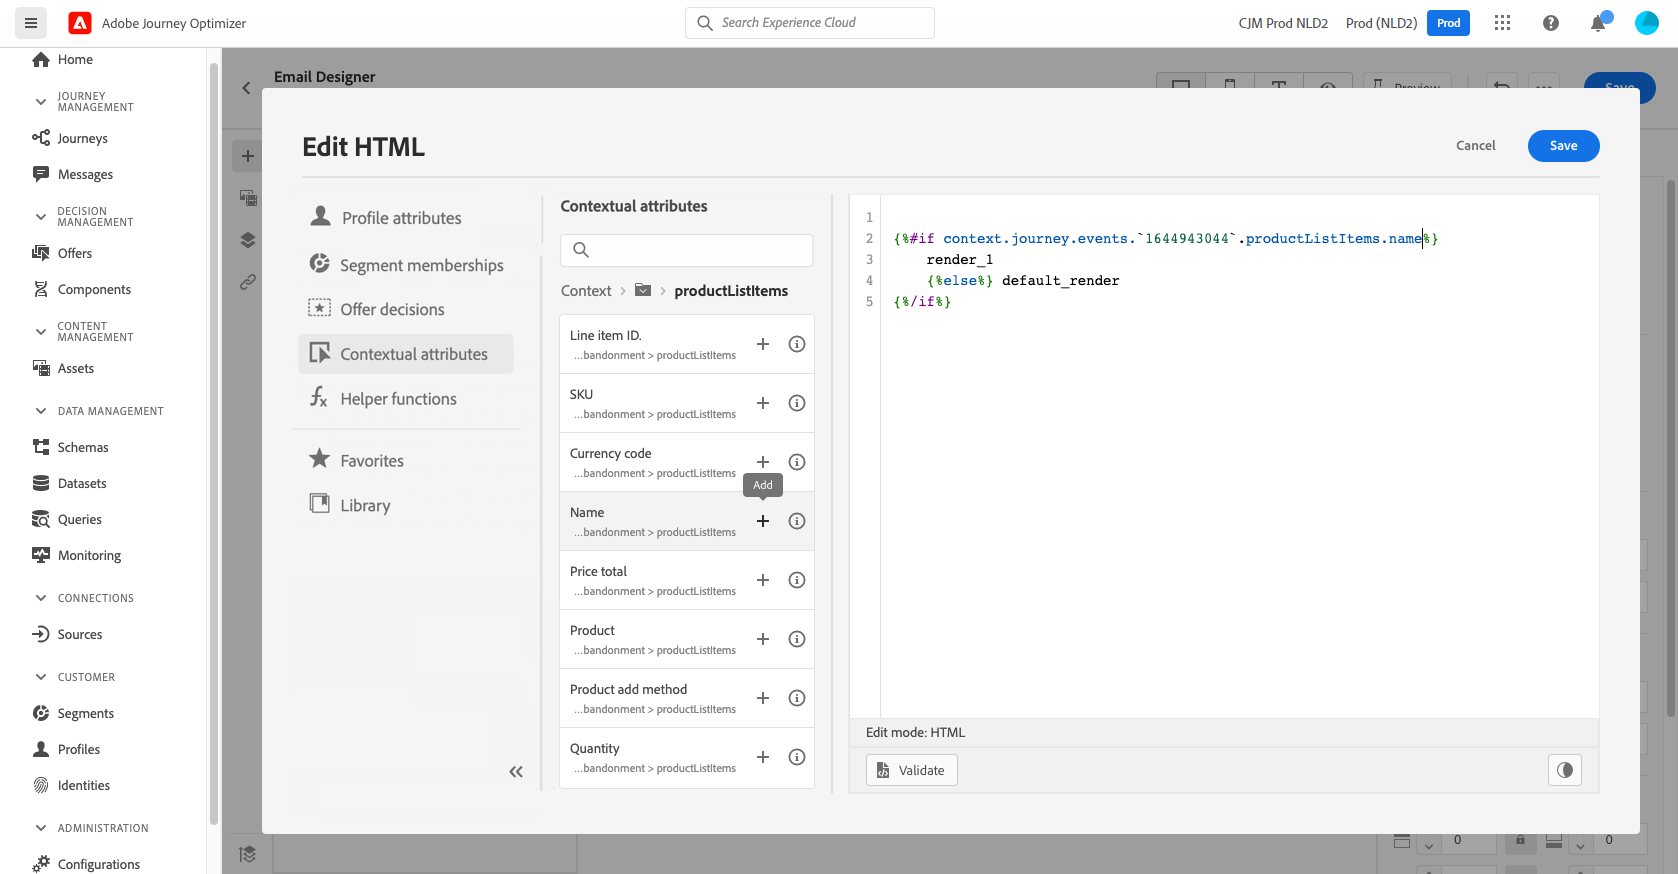 Adobe Journey Optimizer
Search Experience Cloud
CJM Prod NLD2
Prod (NLD2)
Prod
Home
JOURNEY
MANAGEMENT
Journeys
Messages
DECISION
MANAGEMENT
Offers
Components
CONTENT
MANAGEMENT
Assets
DATA MANAGEMENT
Schemas
Datasets
Queries
Monitoring
CONNECTIONS
Sources
CUSTOMER
Segments
Profiles
Identities
ADMINISTRATION
Configurations
Email Designer
Preview
Save
Edit HTML
Cancel
Save
Profile attributes
Segment memberships
Offer decisions
Contextual attributes
Helper functions
Favorites
Library
Contextual attributes
Context > > productListItems
Line item ID.
...bandonment > productListItems
SKU
...bandonment > productListItems
Currency code
...bandonment > productListItems
Add
Name
...bandonment > productListItems
Price total
...bandonment > productListItems
Product
...bandonment > productListItems
Product add method
...bandonment > productListItems
Quantity
...bandonment > productListItems
1
2 {%#if context.journey.events.`1644943044`.productListItems.name%}
3 render_1
4 {%else%} default_render
5 {%/if%}
Edit mode: HTML
Validate
0
0